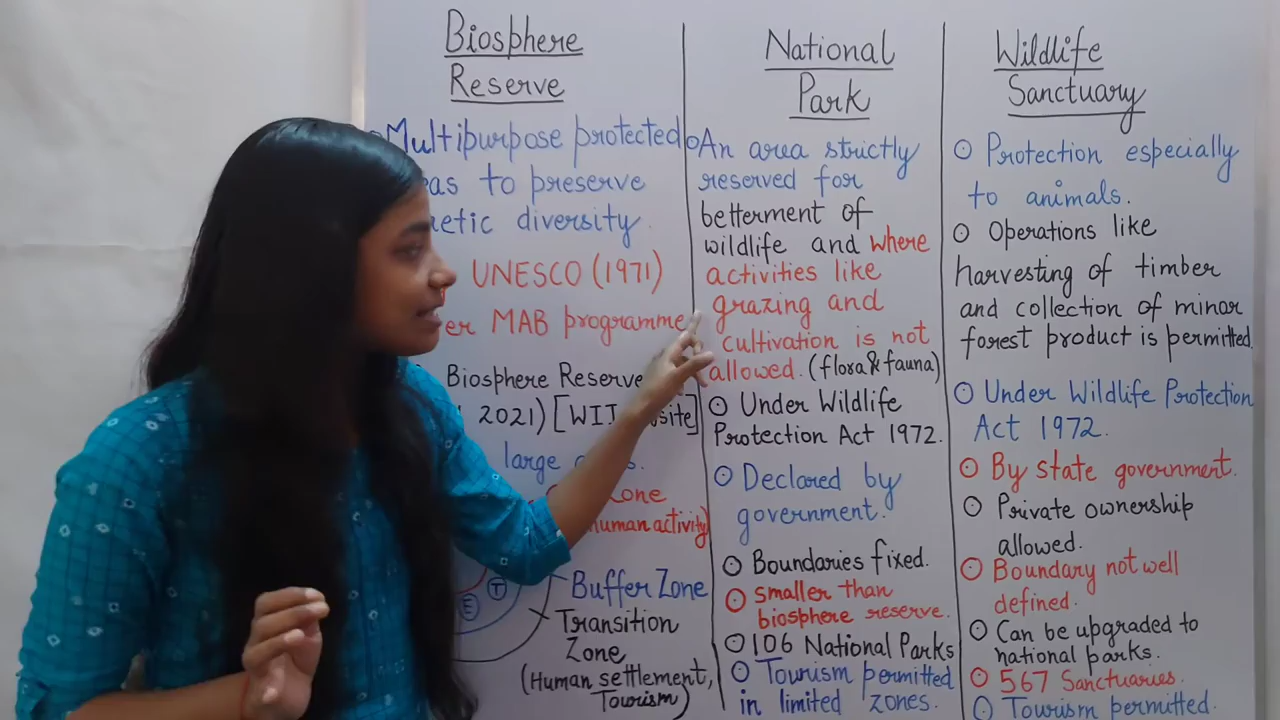 Biosphere
Reserve
Multipurpose protected
to preserve
diversity.
UNESCO (1971)
MAB programme
Biosphere Reserve
2021) [WII
large
Zone
human activity)
Buffer Zone
T
E
Transition
Zone
(Human settlement,
Tourism)
National
Park
An area strictly
reserved for
betterment of
wildlife and where
activities like
grazing and
cultivation is not
allowed. (flora & fauna)
Under Wildlife
Protection Act 1972.
Declared by
government.
Boundaries fixed.
smaller than
biosphere reserve.
106 National Parks
Tourism permitted
in limited zones.
Wildlife
Sanctuary
Protection especially
to animals.
Operations like
harvesting of timber
and collection of minor
forest product is permitted.
Under Wildlife Protection
Act 1972.
By state government.
Private ownership
allowed.
Boundary not well
defined.
Can be upgraded to
national parks.
567 Sanctuaries.
Tourism permitted.